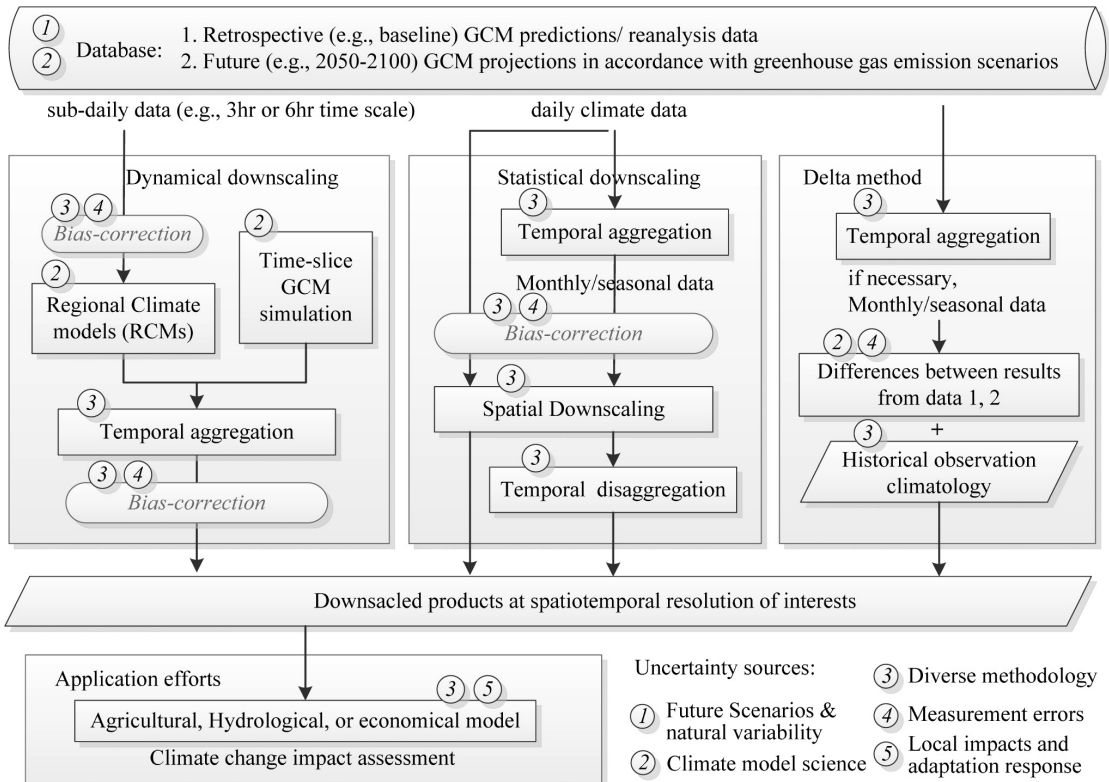 1
2
Database:
1. Retrospective (e.g., baseline) GCM predictions/ reanalysis data
2. Future (e.g., 2050-2100) GCM projections in accordance with greenhouse gas emission scenarios
sub-daily data (e.g., 3hr or 6hr time scale)
daily climate data
Dynamical downscaling
3 4
Bias-correction
2
Regional Climate
models (RCMs)
2
Time-slice
GCM
simulation
3
Temporal aggregation
3 4
Bias-correction
Statistical downscaling
3
Temporal aggregation
Monthly/seasonal data
3 4
Bias-correction
3
Spatial Downscaling
3
Temporal disaggregation
Delta method
3
Temporal aggregation
if necessary,
Monthly/seasonal data
2 4
Differences between results
from data 1, 2
+
3
Historical observation
climatology
Downsacled products at spatiotemporal resolution of interests
Application efforts
3 5
Agricultural, Hydrological, or economical model
Climate change impact assessment
Uncertainty sources:
1 Future Scenarios &
natural variability
2 Climate model science
3 Diverse methodology
4 Measurement errors
5 Local impacts and
adaptation response